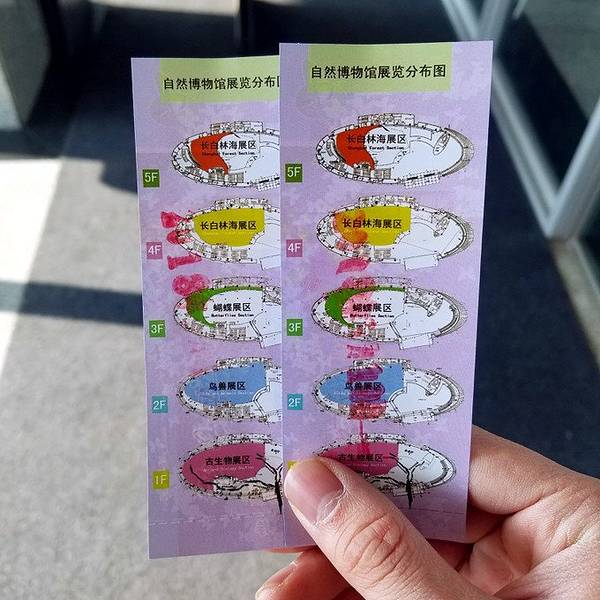 自然博物馆展览分布
5F
长白林海展区
4F
长白林海展区
3F
蝴蝶展区
Butterflies Section
2F
鸟兽展区
1F
古生物展区
自然博物馆展览分布图
5F
长白林海展区
4F
长白林海展区
3F
蝴蝶展区
Butterflies Section
2F
鸟兽展区
古生物展区